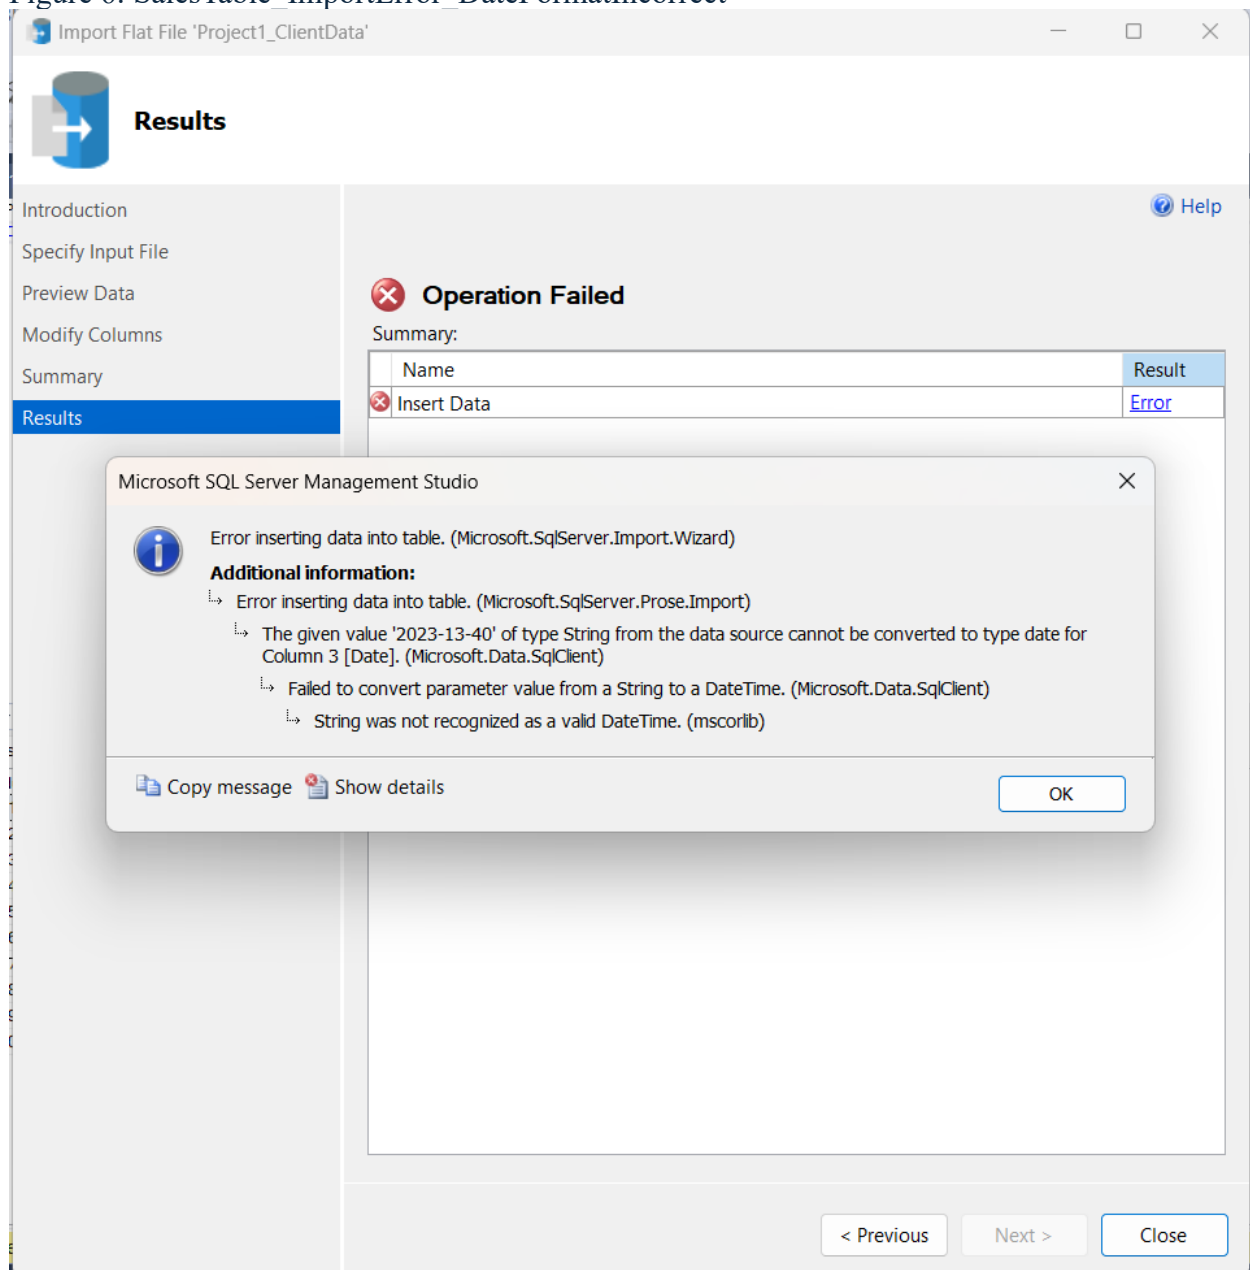 Figure 6: SalesTable_ImportError_DateFormatIncorrect
Import Flat File 'Project1_ClientData'
Results
Introduction
Specify Input File
Preview Data
Modify Columns
Summary
Results
Help
Operation Failed
Summary:
Name Result
Insert Data Error
Microsoft SQL Server Management Studio
Error inserting data into table. (Microsoft.SqlServer.Import.Wizard)
Additional information:
Error inserting data into table. (Microsoft.SqlServer.Prose.Import)
The given value '2023-13-40' of type String from the data source cannot be converted to type date for
Column 3 [Date]. (Microsoft.Data.SqlClient)
Failed to convert parameter value from a String to a DateTime. (Microsoft.Data.SqlClient)
String was not recognized as a valid DateTime. (mscorlib)
Copy message Show details OK
< Previous Next > Close